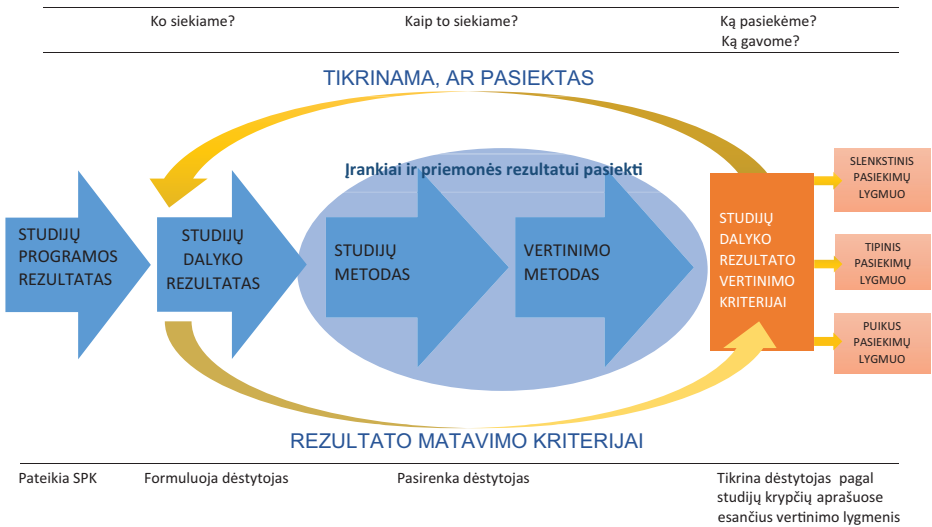 Ko siekiame?
Kaip to siekiame?
Ką pasiekėme?
Ką gavome?
TIKRINAMA, AR PASIEKTAS
Įrankiai ir priemonės rezultatui pasiekti
STUDIJŲ
PROGRAMOS
REZULTATAS
STUDIJŲ
DALYKO
REZULTATAS
STUDIJŲ
METODAS
VERTINIMO
METODAS
STUDIJŲ
DALYKO
REZULTATO
VERTINIMO
KRITERIJAI
SLENKSTINIS
PASIEKIMŲ
LYGMUO
TIPINIS
PASIEKIMŲ
LYGMUO
PUIKUS
PASIEKIMŲ
LYGMUO
REZULTATO MATAVIMO KRITERIJAI
Pateikia SPK
Formuluoja dėstytojas
Pasirenka dėstytojas
Tikrina dėstytojas pagal
studijų krypčių aprašuose
esančius vertinimo lygmenis